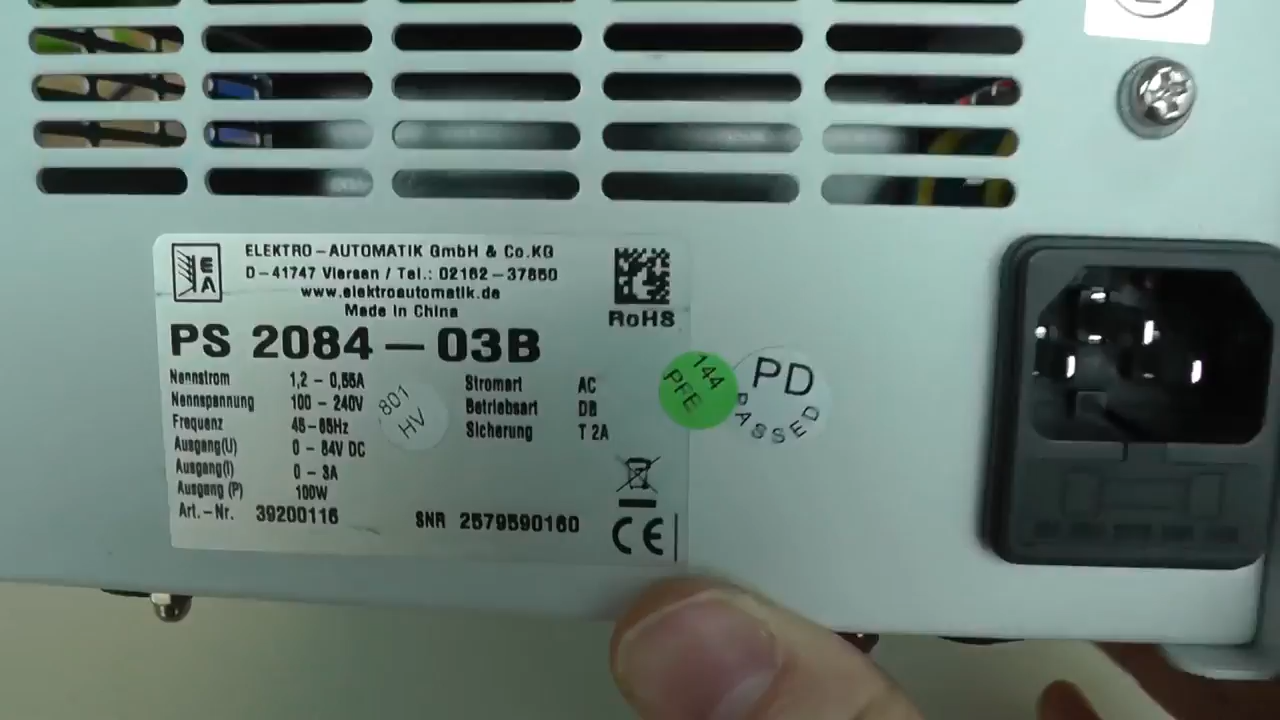 EA
ELEKTRO-AUTOMATIK GmbH & Co.KG
D-41747 Viersen / Tel.: 02162-37850
www.elektroautomatik.de
Made in China
RoHS
PS 2084-03B
Nennstrom 1,2 - 0,55A
Nennspannung 100 - 240V
Frequenz 45-65Hz
Ausgang(U) 0 - 84V DC
Ausgang(I) 0 - 3A
Ausgang (P) 100W
Art.-Nr. 39200116
801
HV
Stromart AC
Betriebsart DB
Sicherung T 2A
SNR 2579590160
CE
144
PFE
PD
PASSED